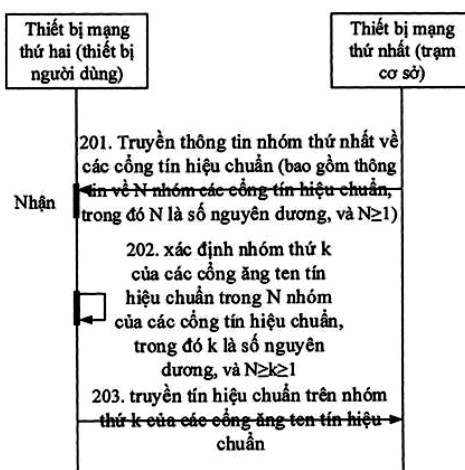 Thiết bị mạng
thứ hai (thiết bị
người dùng)
Thiết bị mạng
thứ nhất (trạm
cơ sở)
201. Truyền thông tin nhóm thứ nhất về
các cổng tín hiệu chuẩn (bao gồm thông
tin về N nhóm các cổng tín hiệu chuẩn,
trong đó N là số nguyên dương, và N≥1)
Nhận
202. xác định nhóm thứ k
của các cổng ăng ten tín
hiệu chuẩn trong N nhóm
của các cổng tín hiệu chuẩn,
trong đó k là số nguyên
dương, và N≥k≥1
203. truyền tín hiệu chuẩn trên nhóm
thứ k của các cổng ăng ten tín hiệu
chuẩn